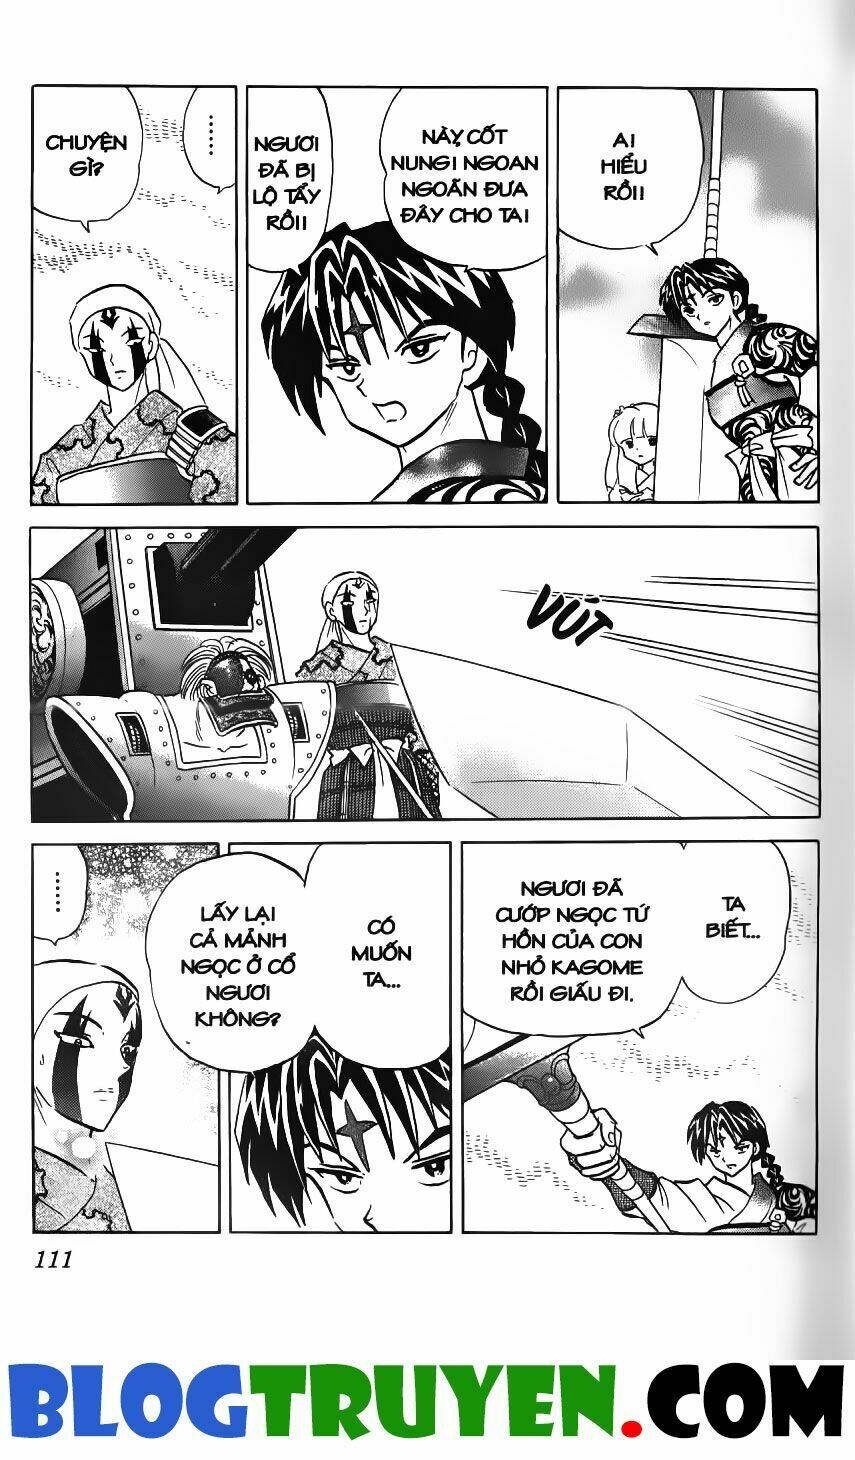 AI
HIỂU
RỒI!
NÀY, CỐT
NUNG! NGOAN
NGOÃN ĐƯA
ĐÂY CHO TA!
NGƯƠI
ĐÃ BỊ
LỘ TẨY
RỒI!
......
CHUYỆN
GÌ?
VÚT
TA
BIẾT...
NGƯƠI ĐÃ
CƯỚP NGỌC TỨ
HỒN CỦA CON
NHỎ KAGOME
RỒI GIẤU ĐI.
CÓ
MUỐN
TA...
LẤY LẠI
CẢ MẢNH
NGỌC Ở CỔ
NGƯƠI
KHÔNG?
......
111
BLOGTRUYEN.COM